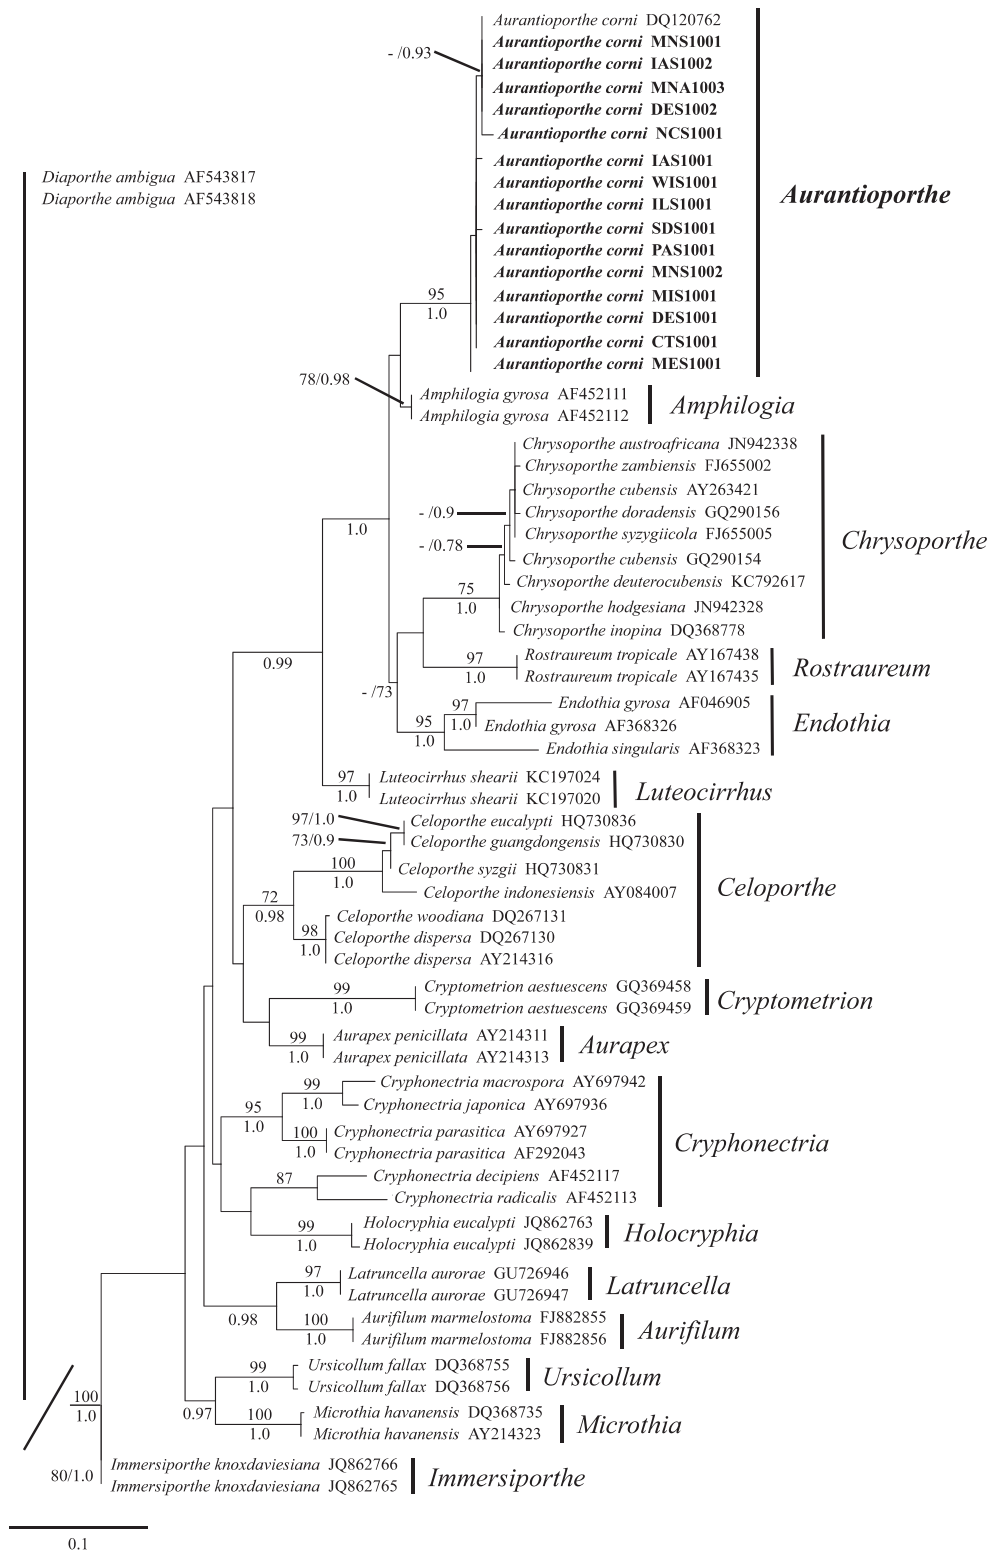 Aurantioporthe corni DQ120762
Aurantioporthe corni MNS1001
- /0.93
Aurantioporthe corni IAS1002
Aurantioporthe corni MNA1003
Aurantioporthe corni DES1002
Aurantioporthe corni NCS1001
Aurantioporthe corni IAS1001
Diaporthe ambigua AF543817
Diaporthe ambigua AF543818
Aurantioporthe corni WIS1001
Aurantioporthe
Aurantioporthe corni ILS1001
Aurantioporthe corni SDS1001
Aurantioporthe corni PAS1001
Aurantioporthe corni MNS1002
Aurantioporthe corni MIS1001
95
1.0
Aurantioporthe corni DES1001
Aurantioporthe corni CTS1001
Aurantioporthe corni MES1001
78/0.98
Amphilogia gyrosa AF452111
Amphilogia gyrosa AF452112
Amphilogia
Chrysoporthe austroafricana JN942338
Chrysoporthe zambiensis FJ655002
Chrysoporthe cubensis AY263421
- /0.9
Chrysoporthe doradensis GQ290156
Chrysoporthe syzygiicola FJ655005
1.0
Chrysoporthe
- /0.78
Chrysoporthe cubensis GQ290154
Chrysoporthe deuterocubensis KC792617
75
1.0
Chrysoporthe hodgesiana JN942328
Chrysoporthe inopina DQ368778
0.99
Rostraureum tropicale AY167438
97
1.0
Rostraureum tropicale AY167435
Rostraureum
- /73
Endothia gyrosa AF046905
97
1.0
Endothia gyrosa AF368326
Endothia
95
1.0
Endothia singularis AF368323
97
1.0
Luteocirrhus shearii KC197024
Luteocirrhus shearii KC197020
Luteocirrhus
97/1.0
Celoporthe eucalypti HQ730836
73/0.9
Celoporthe guangdongensis HQ730830
100
1.0
Celoporthe syzgii HQ730831
Celoporthe indonesiensis AY084007
Celoporthe
72
0.98
Celoporthe woodiana DQ267131
98
1.0
Celoporthe dispersa DQ267130
Celoporthe dispersa AY214316
99
1.0
Cryptometrion aestuescens GQ369458
Cryptometrion aestuescens GQ369459
Cryptometrion
99
1.0
Aurapex penicillata AY214311
Aurapex penicillata AY214313
Aurapex
99
1.0
Cryphonectria macrospora AY697942
Cryphonectria japonica AY697936
95
1.0
100
1.0
Cryphonectria parasitica AY697927
Cryphonectria parasitica AF292043
Cryphonectria
87
Cryphonectria decipiens AF452117
Cryphonectria radicalis AF452113
99
1.0
Holocryphia eucalypti JQ862763
Holocryphia eucalypti JQ862839
Holocryphia
97
1.0
Latruncella aurorae GU726946
Latruncella aurorae GU726947
Latruncella
0.98
100
1.0
Aurifilum marmelostoma FJ882855
Aurifilum marmelostoma FJ882856
Aurifilum
99
1.0
Ursicollum fallax DQ368755
Ursicollum fallax DQ368756
Ursicollum
100
1.0
0.97
100
1.0
Microthia havanensis DQ368735
Microthia havanensis AY214323
Microthia
80/1.0
Immersiporthe knoxdaviesiana JQ862766
Immersiporthe knoxdaviesiana JQ862765
Immersiporthe
0.1